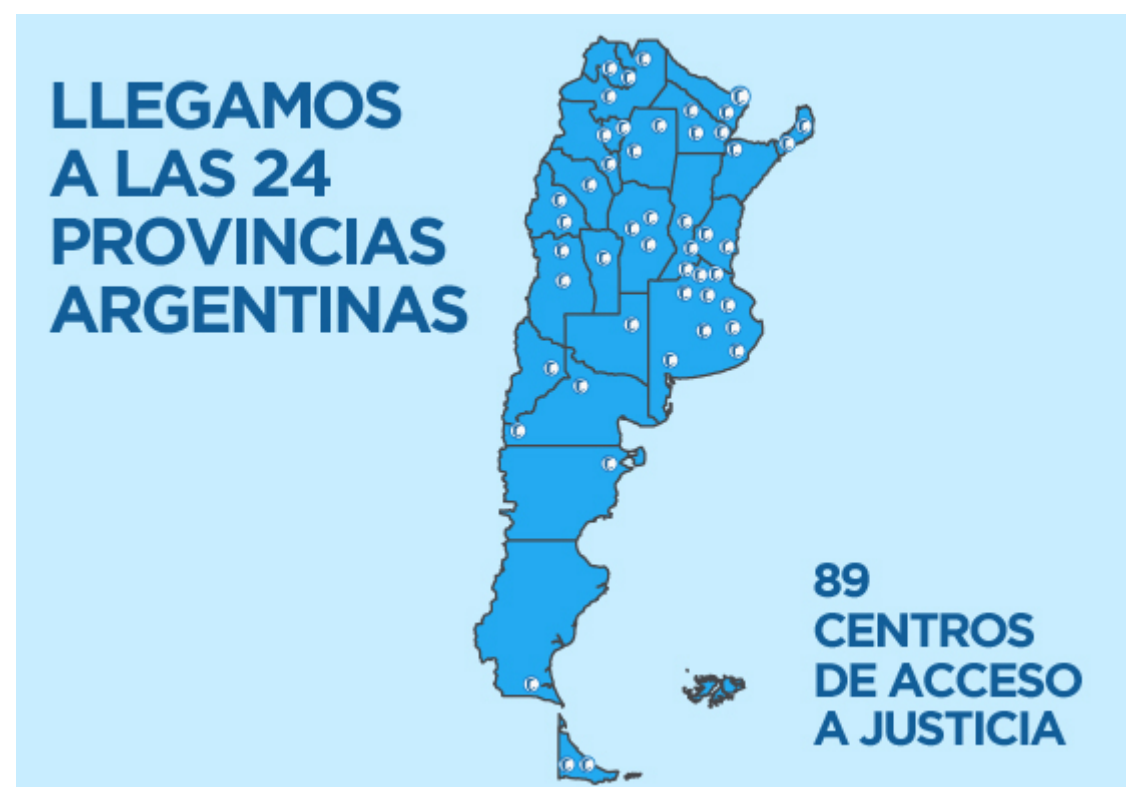 LLEGAMOS
A LAS 24
PROVINCIAS
ARGENTINAS
89
CENTROS
DE ACCESO
A JUSTICIA